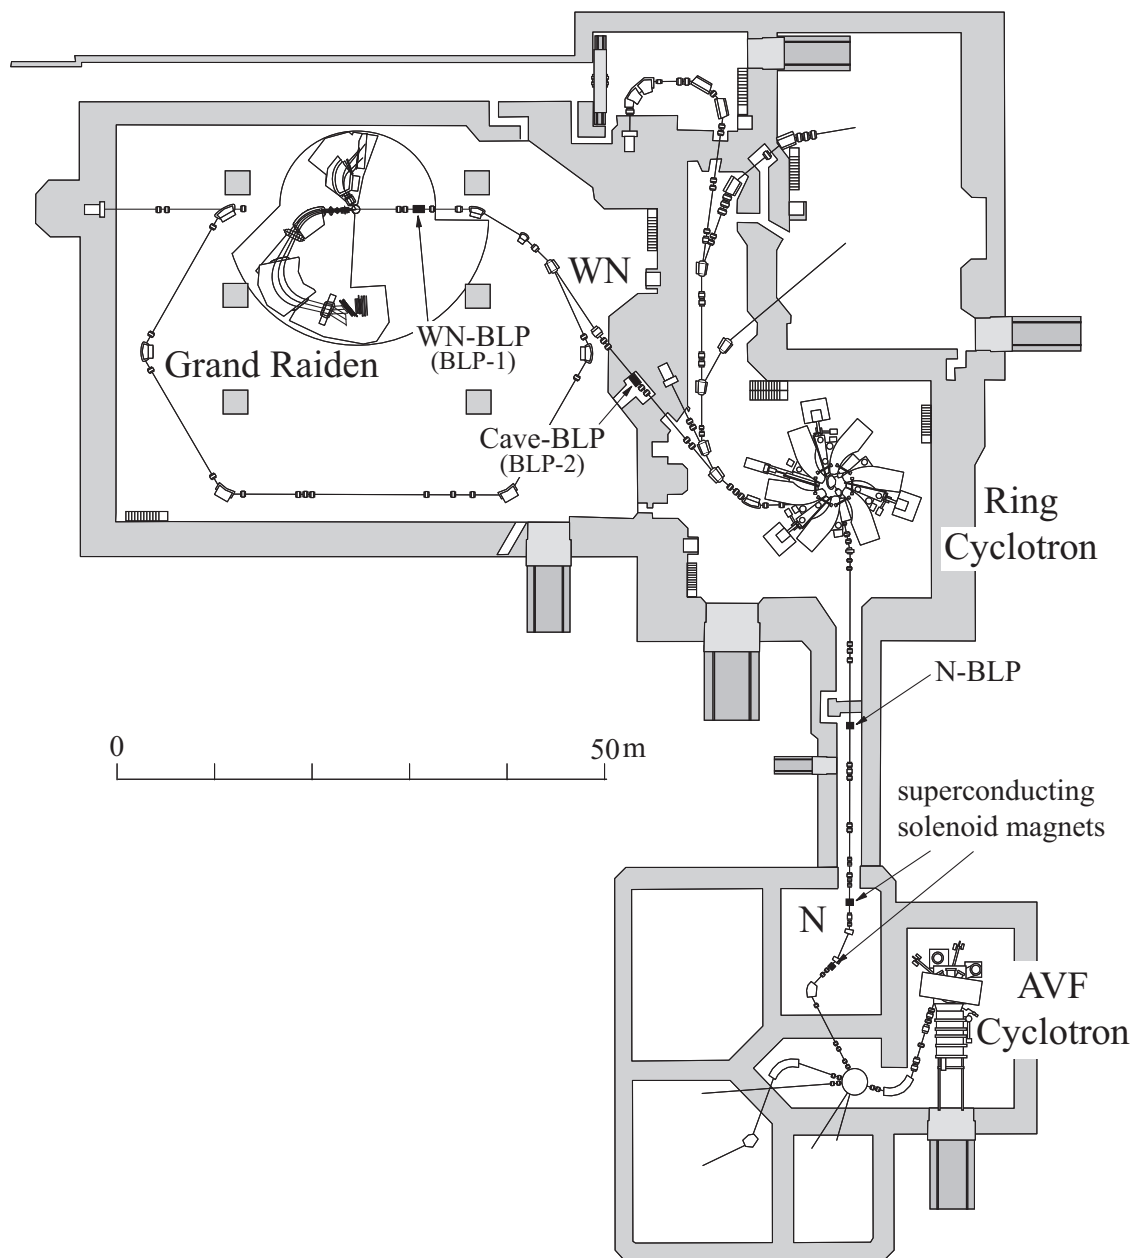 WN
WN-BLP
(BLP-1)
Grand Raiden
Cave-BLP
(BLP-2)
Ring
Cyclotron
N-BLP
0
50 m
superconducting
solenoid magnets
N
AVF
Cyclotron